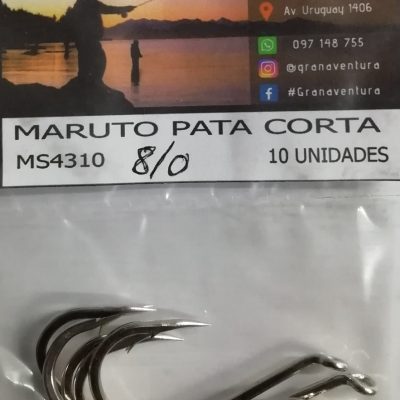 Av. Uruguay 1406
097 148 755
@granaventura
#Granaventura
MARUTO PATA CORTA
MS4310 8/0 10 UNIDADES